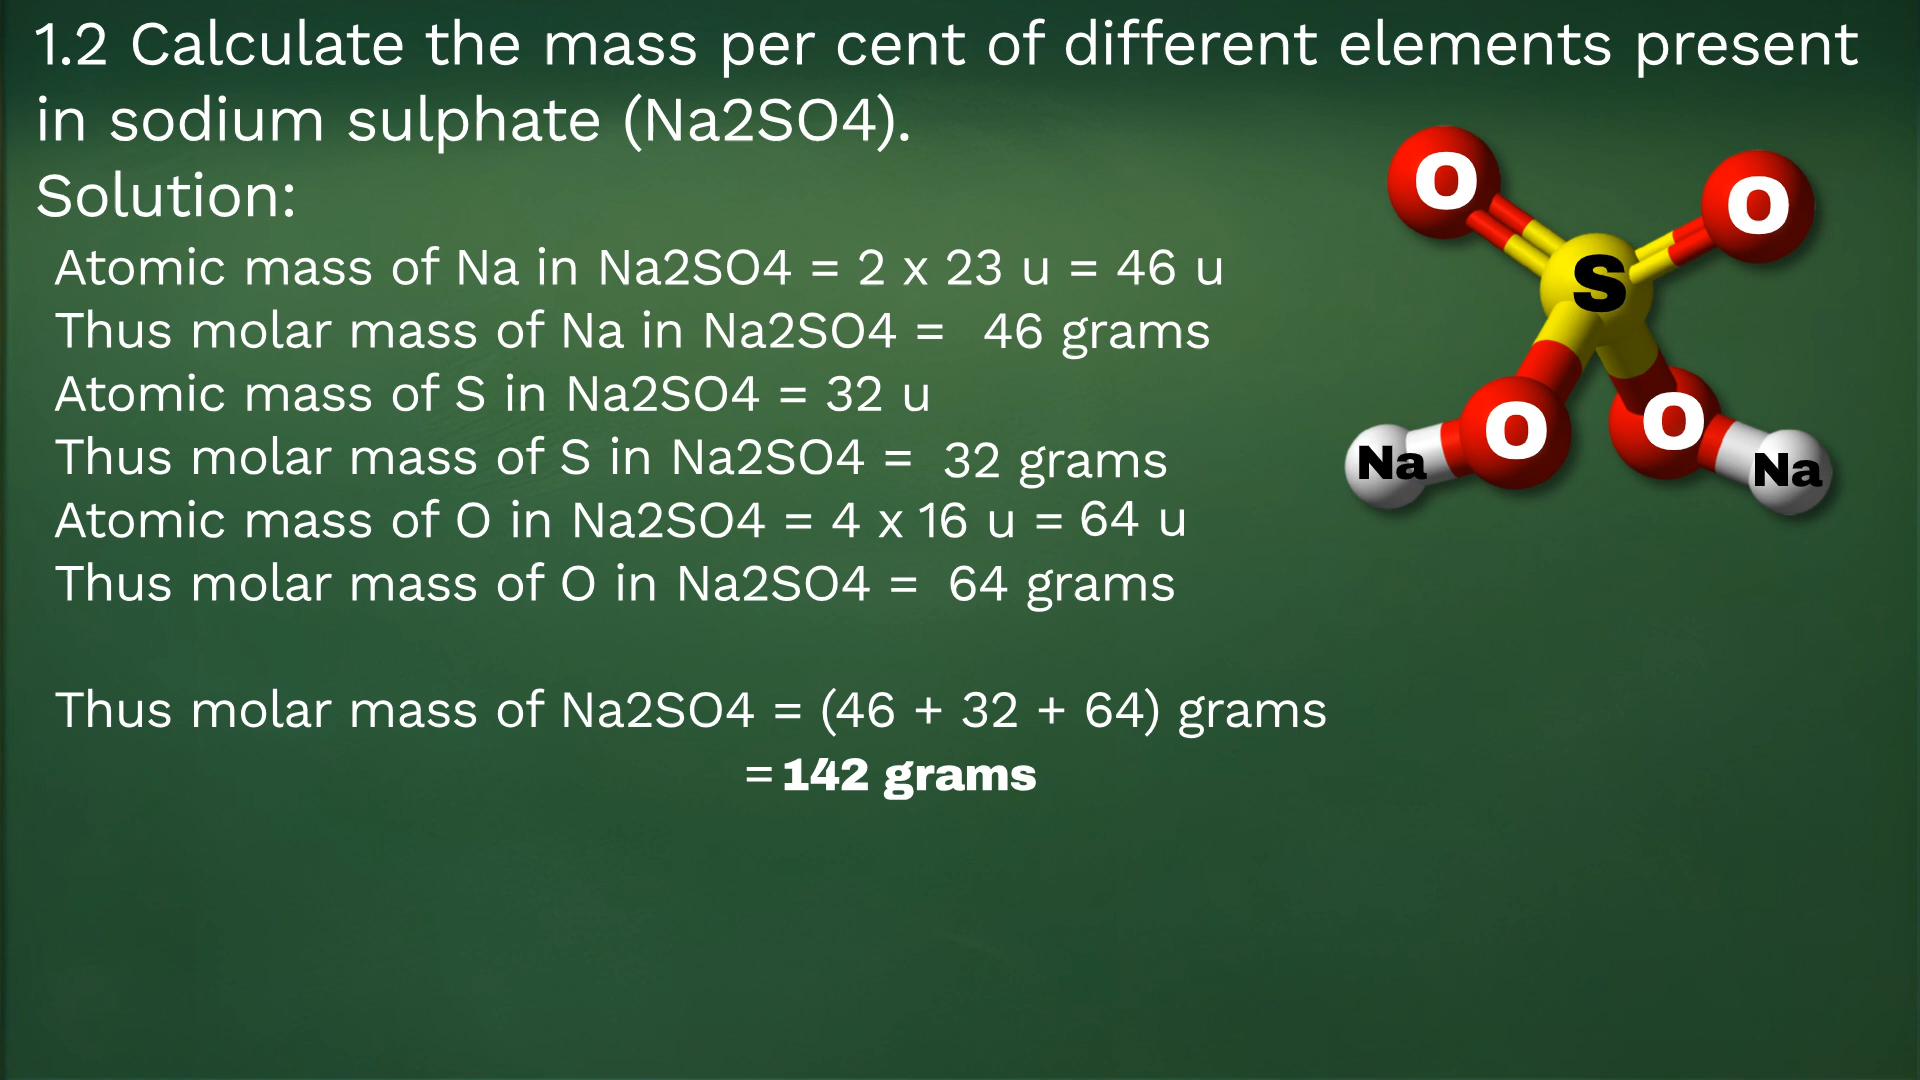 1.2 Calculate the mass per cent of different elements present
in sodium sulphate (Na2SO4).
Solution:
Atomic mass of Na in Na2SO4 = 2 x 23 u = 46 u
Thus molar mass of Na in Na2SO4 = 46 grams
Atomic mass of S in Na2SO4 = 32 u
Thus molar mass of S in Na2SO4 = 32 grams
Atomic mass of O in Na2SO4 = 4 x 16 u = 64 u
Thus molar mass of O in Na2SO4 = 64 grams
Thus molar mass of Na2SO4 = (46 + 32 + 64) grams
= 142 grams
O
O
S
O
O
Na
Na